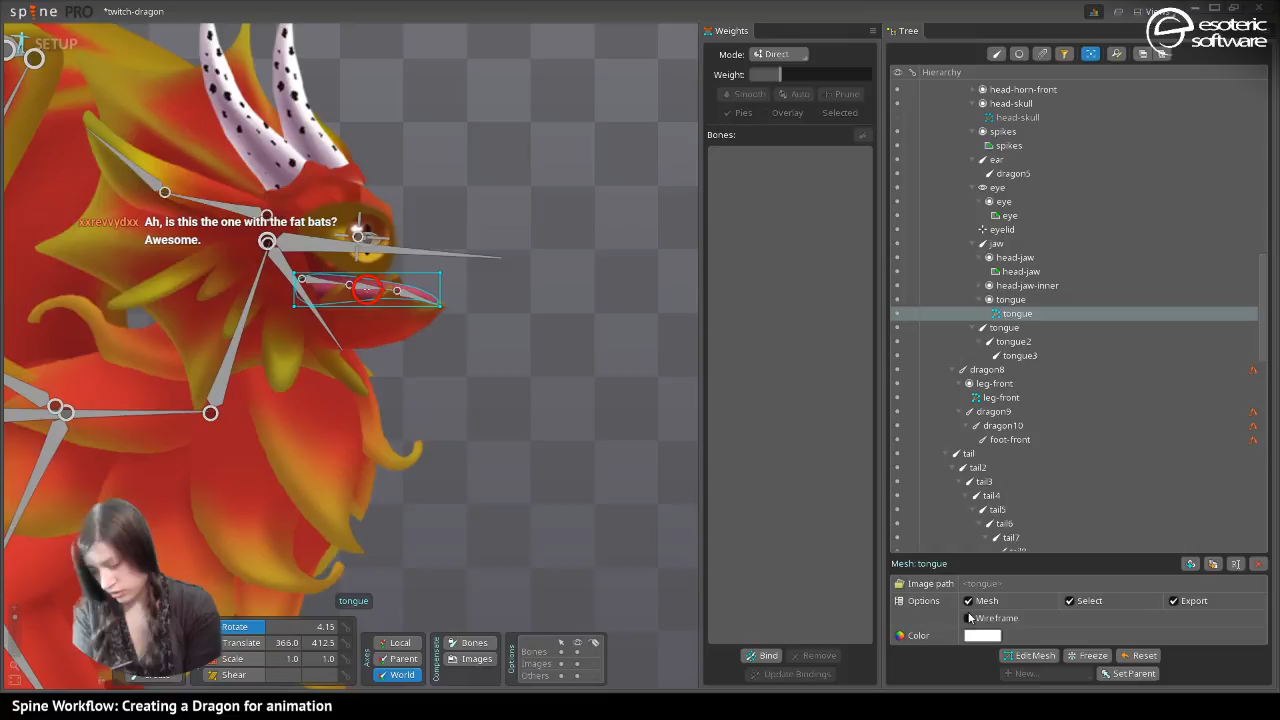 spine PRO
*twitch-dragon
Views
esoteric
software
SETUP
Weights
Tree
Mode:
Direct
Weight:
Smooth
Auto
Prune
Pies
Overlay
Selected
Bones:
Hierarchy
head-horn-front
head-skull
head-skull
spikes
spikes
ear
dragon5
eye
eye
eye
eyelid
jaw
head-jaw
head-jaw
head-jaw-inner
tongue
tongue
tongue
tongue2
tongue3
dragon8
leg-front
leg-front
dragon9
dragon10
foot-front
tail
tail2
tail3
tail4
tail5
tail6
tail7
xxrevvydxx Ah, is this the one with the fat bats?
Awesome.
Mesh: tongue
Image path
<tongue>
Options
Mesh
Select
Export
Wireframe
Color
Edit Mesh
Freeze
Reset
New...
Set Parent
Bind
Remove
Update Bindings
tongue
Rotate
4.15
Translate
366.0
412.5
Scale
1.0
1.0
Shear
Axes
Local
Parent
World
Compensate
Bones
Images
Options
Bones
Images
Others
Spine Workflow: Creating a Dragon for animation